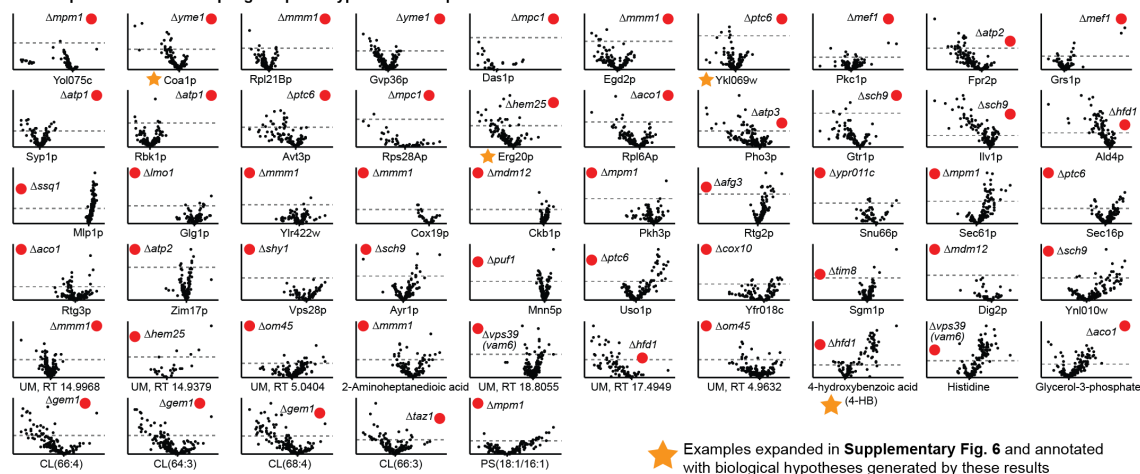 Δmpm1 Δyme1 Δmmm1 Δyme1 Δmpc1 Δmmm1 Δptc6 Δmef1 Δatp2 Δmef1
Yol075c Coa1p Rpl21Bp Gvp36p Das1p Egd2p Ykl069w Pkc1p Fpr2p Grs1p
Δatp1 Δatp1 Δptc6 Δmpc1 Δhem25 Δaco1 Δatp3 Δsch9 Δsch9 Δhfd1
Syp1p Rbk1p Avt3p Rps28Ap Erg20p Rpl6Ap Pho3p Gtr1p Ilv1p Ald4p
Δssq1 Δlmo1 Δmmm1 Δmmm1 Δmdm12 Δmpm1 Δafg3 Δypr011c Δmpm1 Δptc6
Mlp1p Glg1p Ylr422w Cox19p Ckb1p Pkh3p Rtg2p Snu66p Sec61p Sec16p
Δaco1 Δatp2 Δshy1 Δsch9 Δpuf1 Δptc6 Δcox10 Δtim8 Δmdm12 Δsch9
Rtg3p Zim17p Vps28p Ayr1p Mnn5p Uso1p Yfr018c Sgm1p Dig2p Ynl010w
Δmmm1 Δhem25 Δom45 Δmmm1 Δvps39 (vam6) Δhfd1 Δom45 Δhfd1 Δvps39 (vam6) Δaco1
UM, RT 14.9968 UM, RT 14.9379 UM, RT 5.0404 2-Aminoheptanedioic acid UM, RT 18.8055 UM, RT 17.4949 UM, RT 4.9632 4-hydroxybenzoic acid (4-HB) Histidine Glycerol-3-phosphate
Δgem1 Δgem1 Δgem1 Δtaz1 Δmpm1
CL(66:4) CL(64:3) CL(68:4) CL(66:3) PS(18:1/16:1)
Examples expanded in Supplementary Fig. 6 and annotated
with biological hypotheses generated by these results